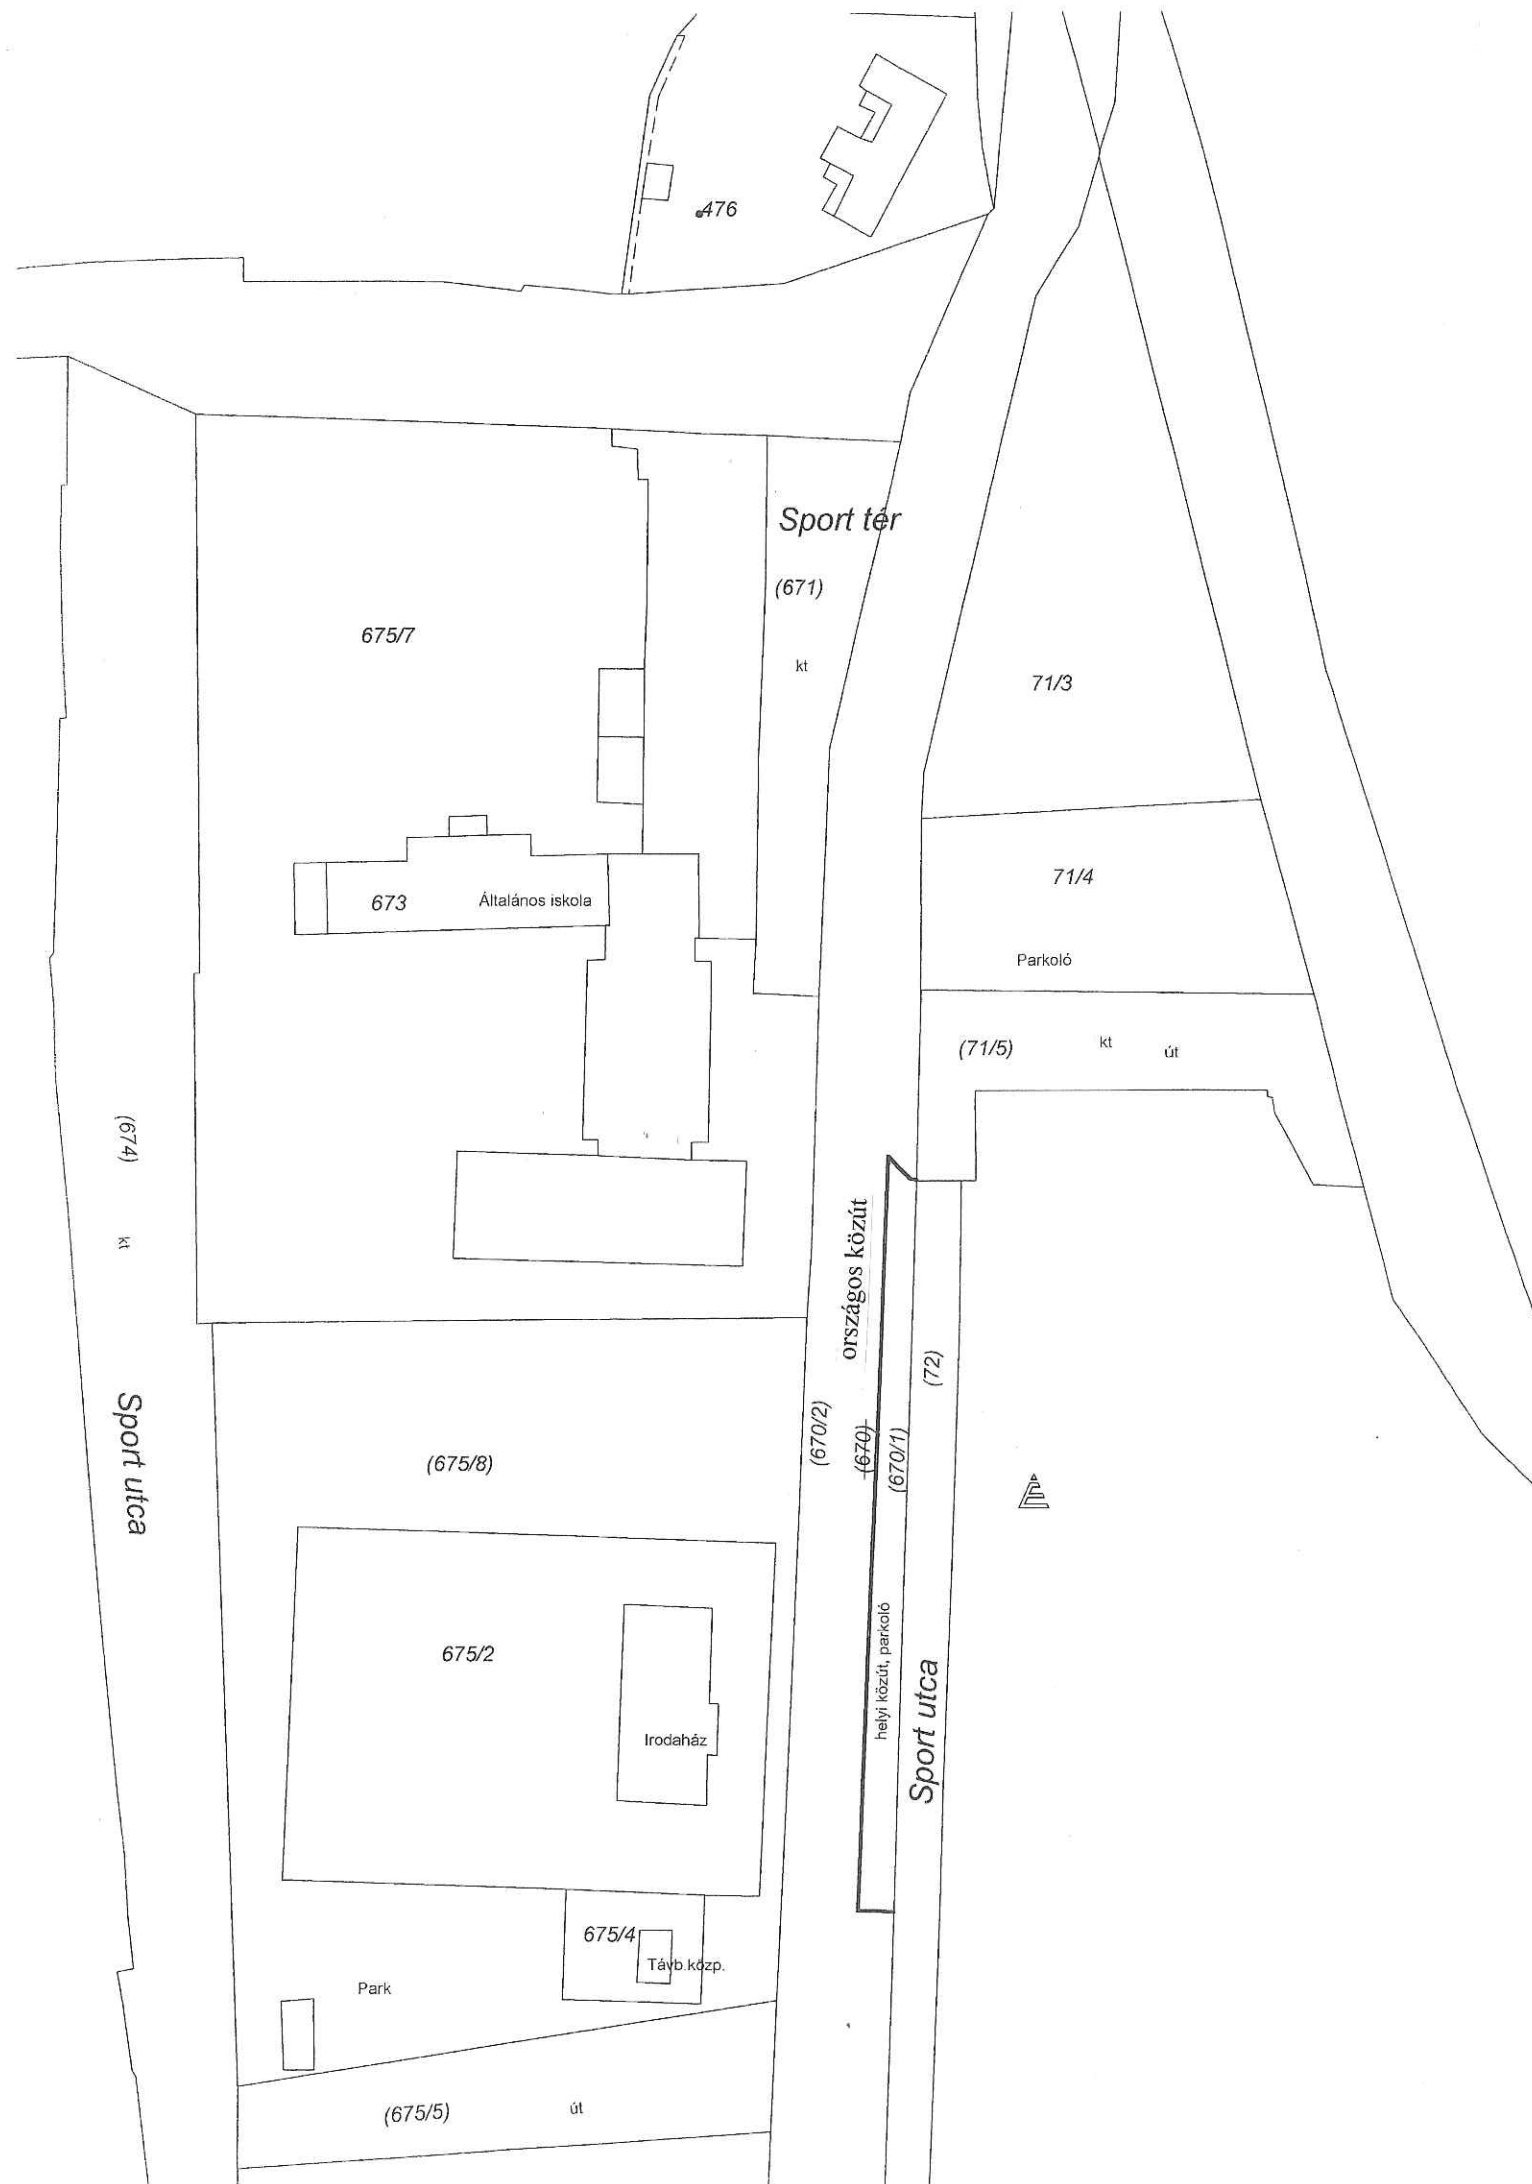 476
Sport tér
(671)
kt
675/7
71/3
71/4
673
Általános iskola
Parkoló
(71/5)
kt
út
(674)
kt
Sport utca
országos közút
(72)
(670/2)
(670)
(670/1)
(675/8)
675/2
Irodaház
helyi közút, parkoló
Sport utca
675/4
Távb.közp.
Park
(675/5)
út